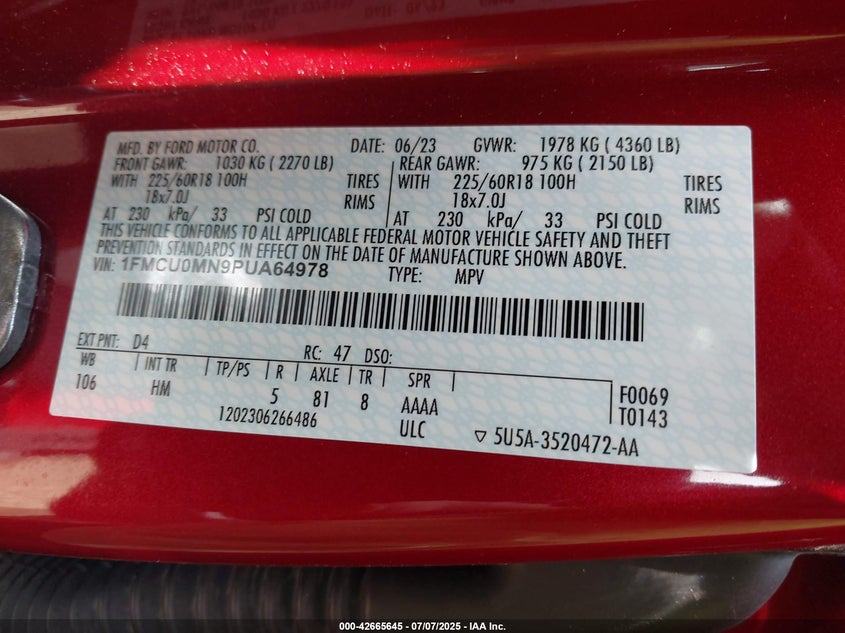 MFD. BY FORD MOTOR CO. DATE: 06/23 GVWR: 1978 KG ( 4360 LB)
FRONT GAWR: 1030 KG ( 2270 LB) REAR GAWR: 975 KG ( 2150 LB)
WITH 225/60R18 100H TIRES WITH 225/60R18 100H TIRES
18x7.0J RIMS 18x7.0J RIMS
AT 230 kPa/ 33 PSI COLD AT 230 kPa/ 33 PSI COLD
THIS VEHICLE CONFORMS TO ALL APPLICABLE FEDERAL MOTOR VEHICLE SAFETY AND THEFT
PREVENTION STANDARDS IN EFFECT ON THE DATE OF MANUFACTURE SHOWN ABOVE.
VIN: 1FMCU0MN9PUA64978 TYPE: MPV
EXT PNT: D4 RC: 47 DSO:
WB INT TR TP/PS R AXLE TR SPR
106 HM 5 81 8 AAAA F0069
1202306266486 ULC T0143
▽ 5U5A-3520472-AA
000-42665645 / 07/07/2025 - IAA Inc.